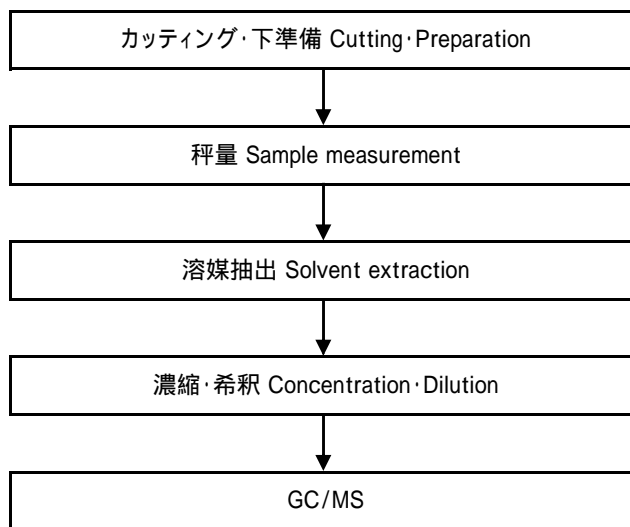 カッティング・下準備 Cutting・Preparation
秤量 Sample measurement
溶媒抽出 Solvent extraction
濃縮・希釈 Concentration・Dilution
GC/MS